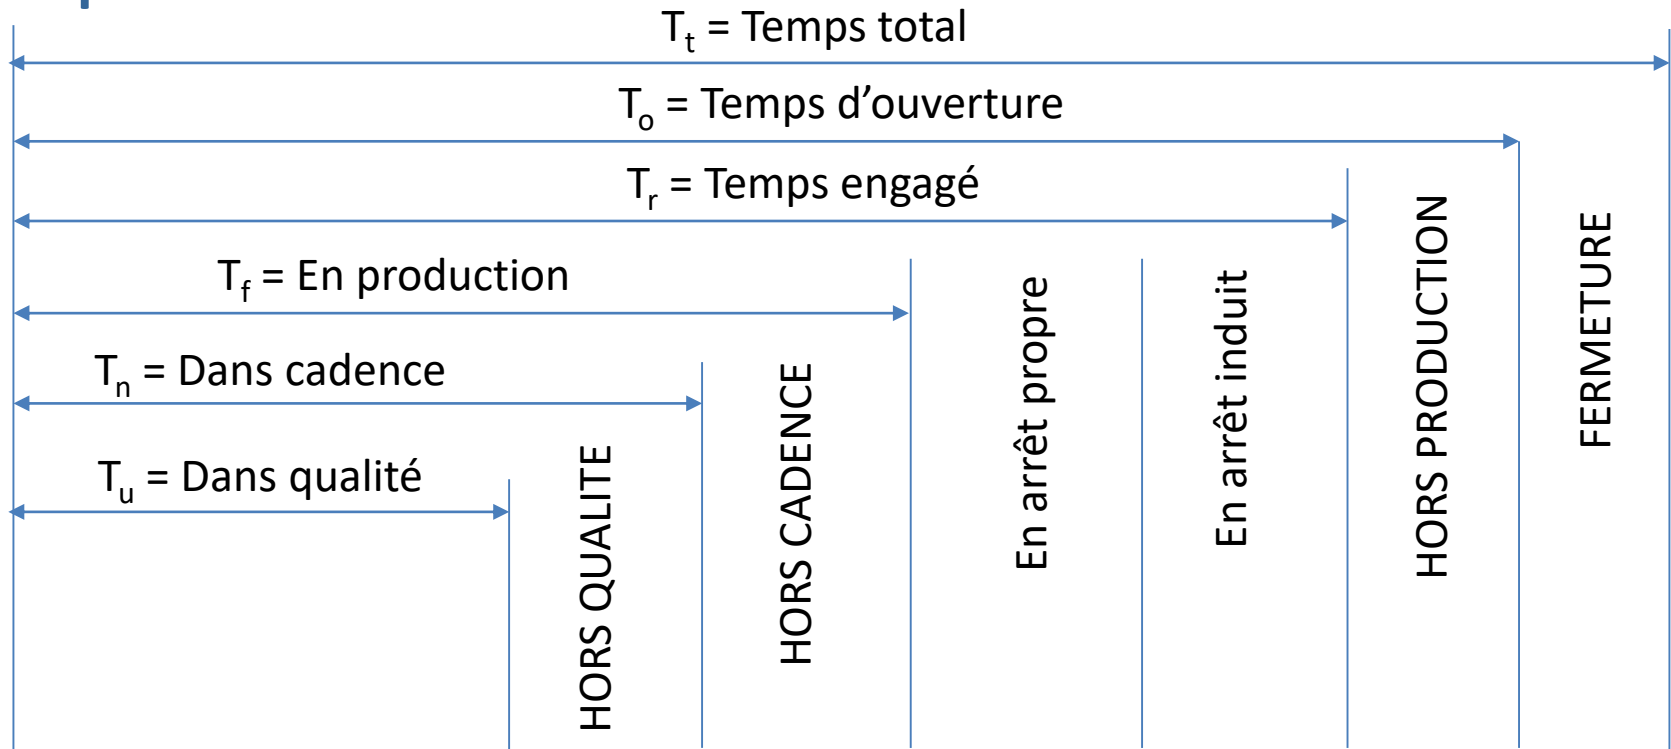 Tt = Temps total
To = Temps d’ouverture
Tr = Temps engagé
Tf = En production
Tn = Dans cadence
Tu = Dans qualité
HORS QUALITE
HORS CADENCE
En arrêt propre
En arrêt induit
HORS PRODUCTION
FERMETURE